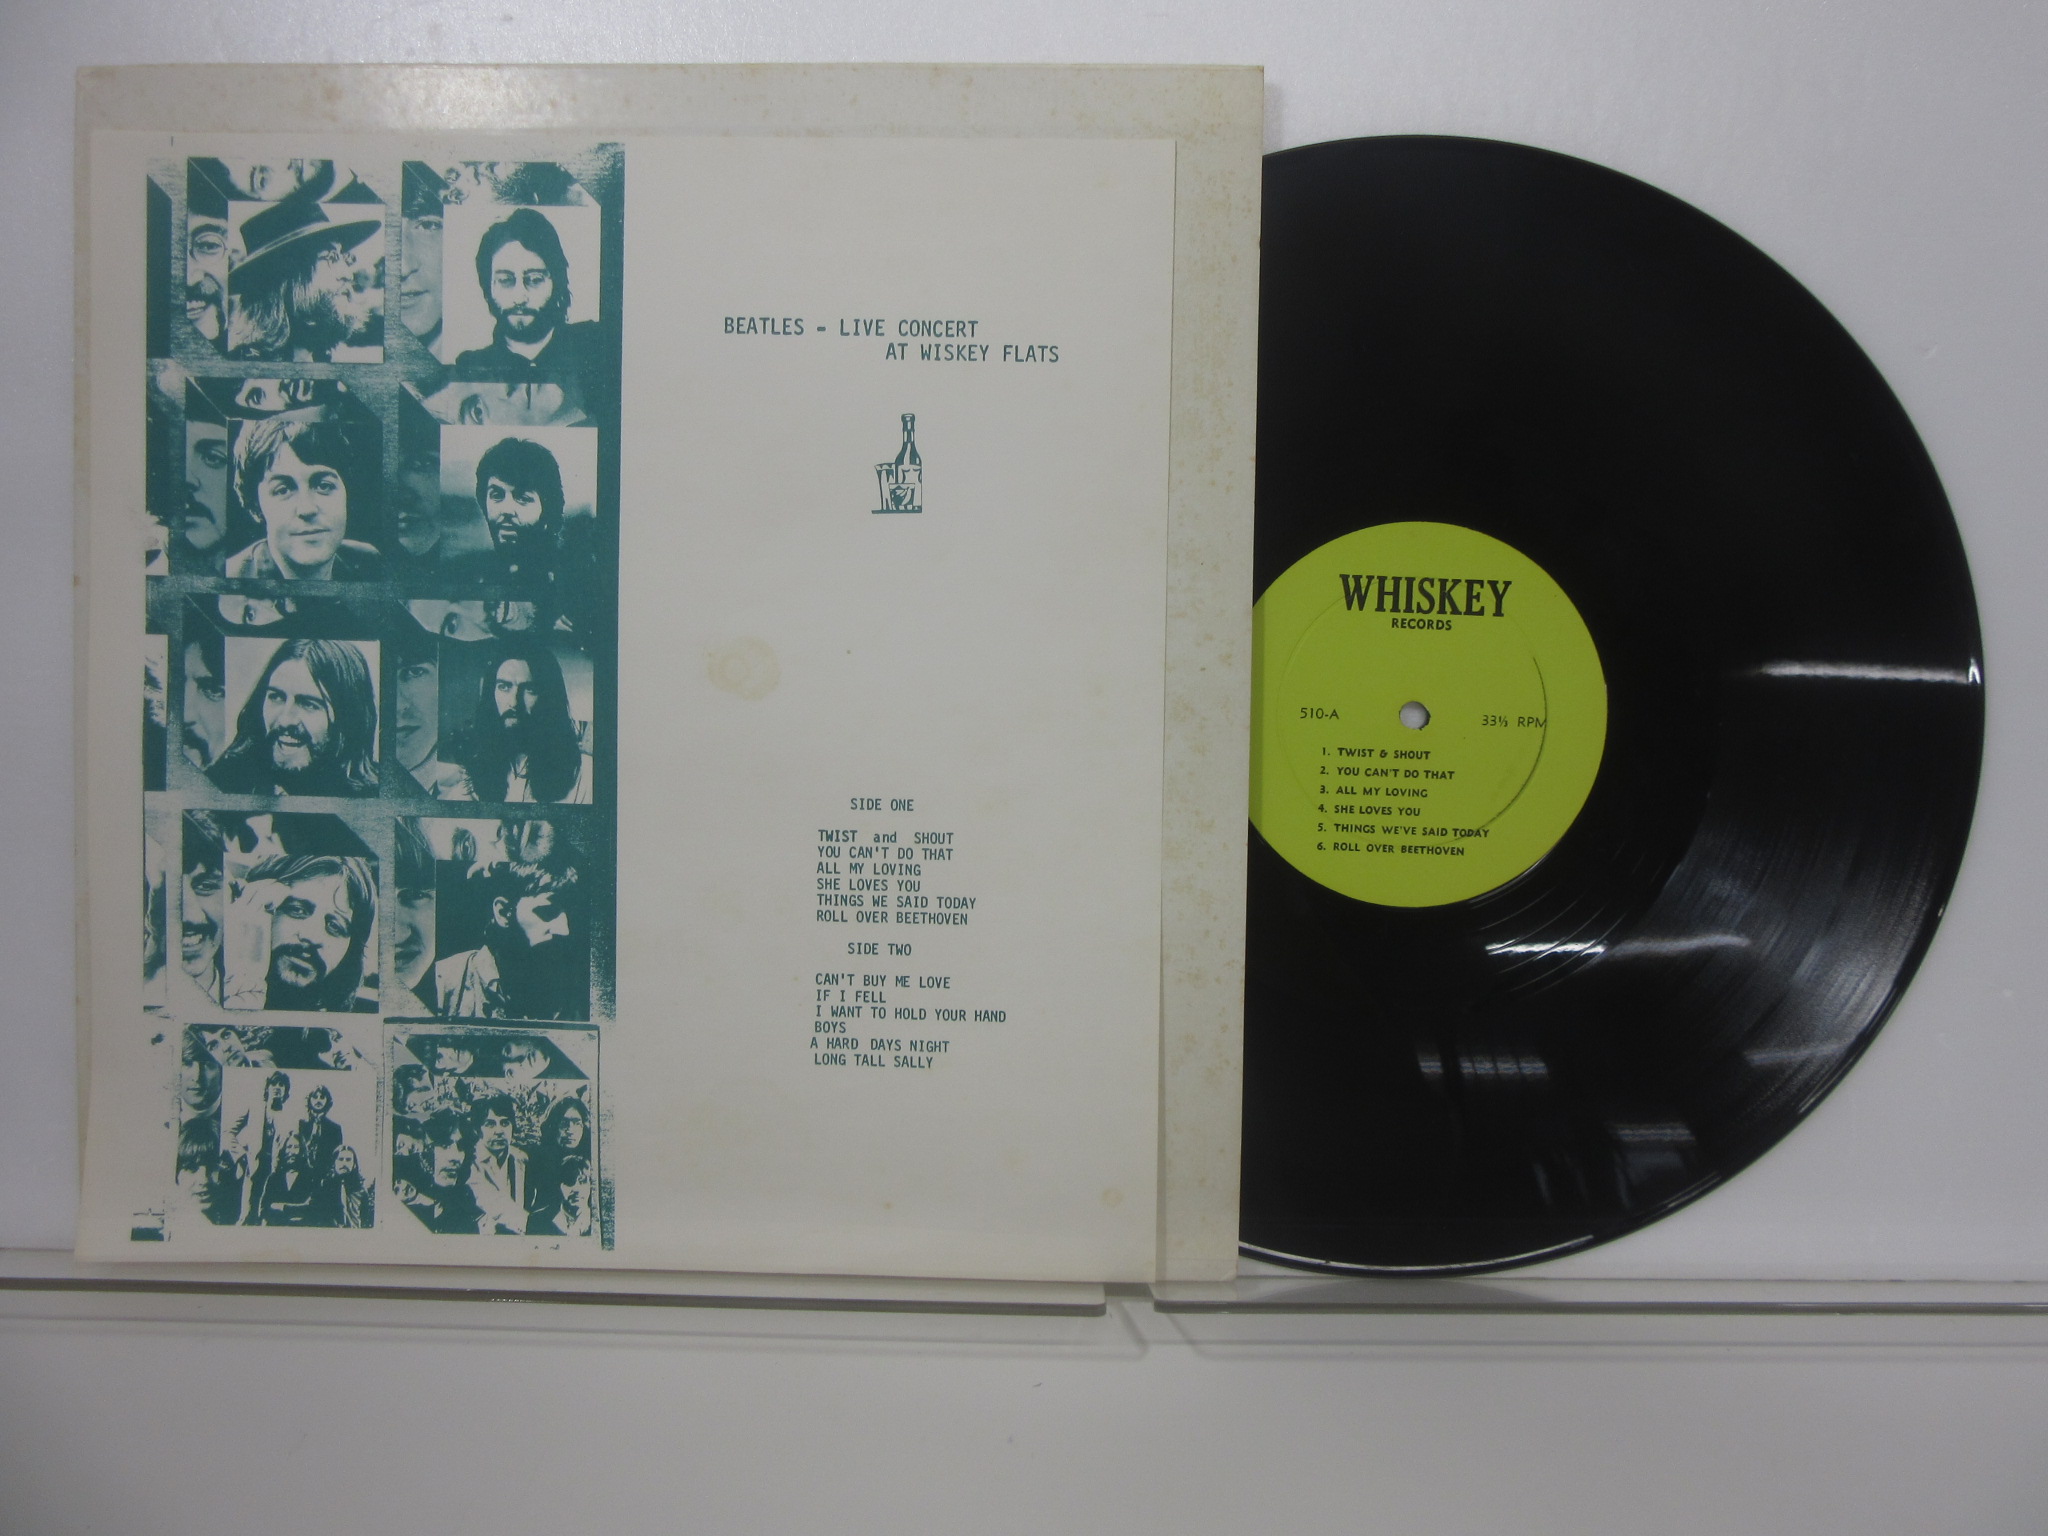 BEATLES - LIVE CONCERT
AT WISKEY FLATS
SIDE ONE
TWIST and SHOUT
YOU CAN'T DO THAT
ALL MY LOVING
SHE LOVES YOU
THINGS WE SAID TODAY
ROLL OVER BEETHOVEN
SIDE TWO
CAN'T BUY ME LOVE
IF I FELL
I WANT TO HOLD YOUR HAND
BOYS
A HARD DAYS NIGHT
LONG TALL SALLY
WHISKEY
RECORDS
510-A 33⅓ RPM
1. TWIST & SHOUT
2. YOU CAN'T DO THAT
3. ALL MY LOVING
4. SHE LOVES YOU
5. THINGS WE'VE SAID TODAY
6. ROLL OVER BEETHOVEN